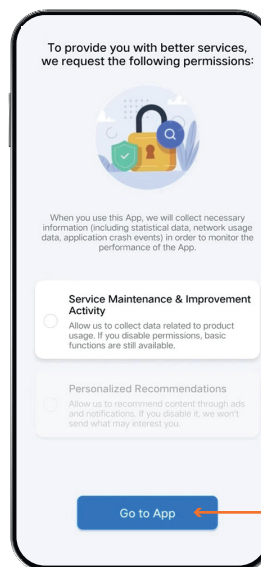 To provide you with better services,
we request the following permissions:
When you use this App, we will collect necessary
information (including statistical data, network usage
data, application crash events) in order to monitor the
performance of the App.
Service Maintenance & Improvement
Activity
Allow us to collect data related to product
usage. If you disable permissions, basic
functions are still available.
Personalized Recommendations
Allow us to recommend content through ads
and notifications. If you disable it, we won't
send what may interest you.
Go to App